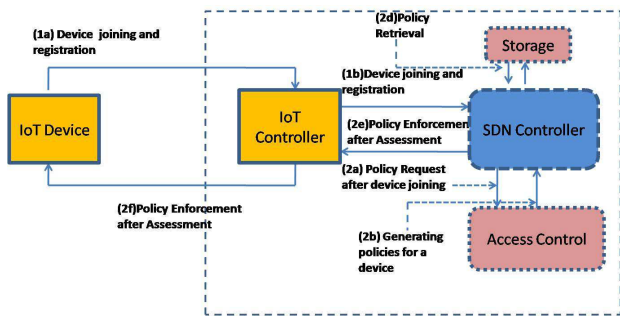 (2d)Policy
Retrieval
(1a) Device joining and
registration
Storage
(1b)Device joining and
registration
IoT Device
IoT
Controller
SDN Controller
(2e)Policy Enforcemen
after Assessment
(2a) Policy Request
after device joining
(2f)Policy Enforcement
after Assessment
(2b) Generating
policies for a
device
Access Control